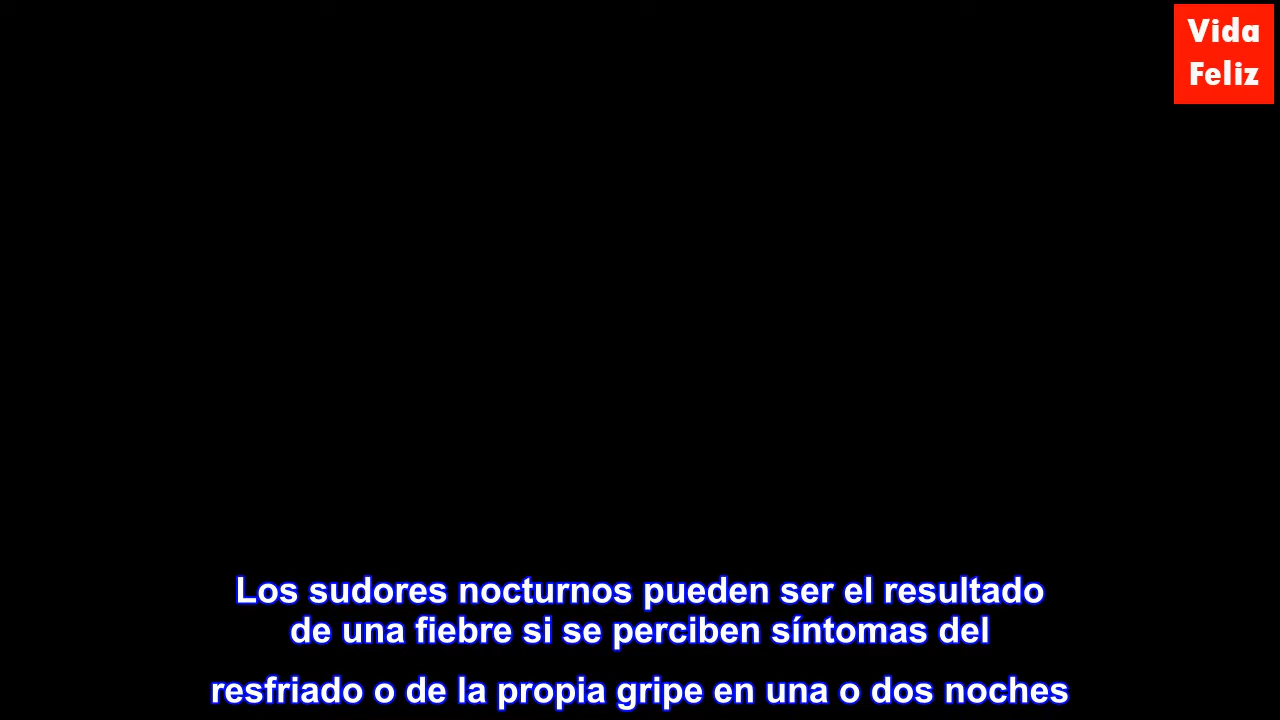 Vida
Feliz
Los sudores nocturnos pueden ser el resultado
de una fiebre si se perciben síntomas del
resfriado o de la propia gripe en una o dos noches